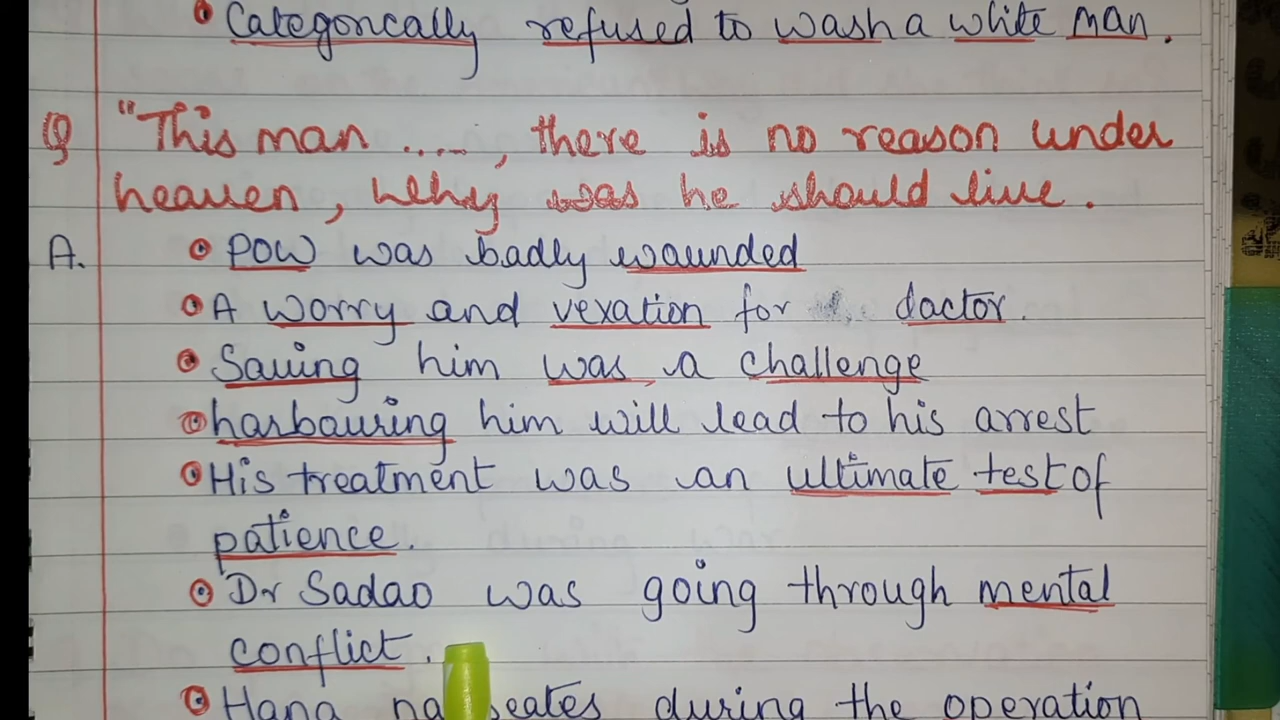 • Categorically refused to wash a white man.
Q "This man ...., there is no reason under
heaven, why was he should live.
A. • POW was badly waunded
• A worry and vexation for doctor.
• Saving him was a challenge
• harbouring him will lead to his arrest
• His treatment was an ultimate test of
patience.
• Dr Sadao was going through mental
conflict.
• Hana during the operation